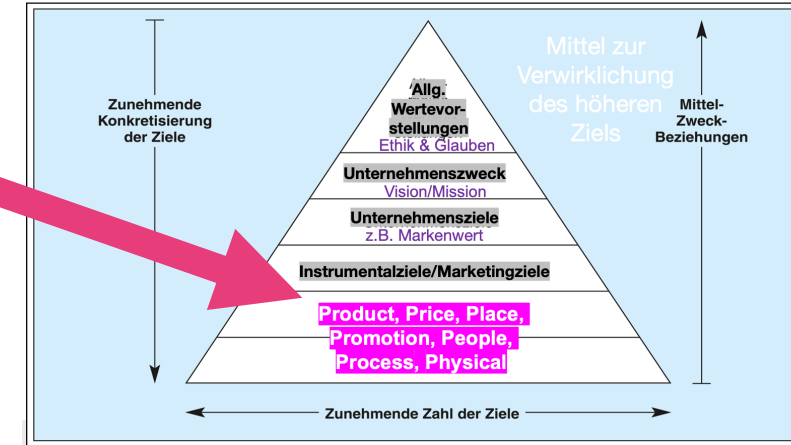 Mittel zur
Verwirklichung
des höheren
Ziels
Zunehmende
Konkretisierung
der Ziele
Allg.
Wertevor-
stellungen
Ethik & Glauben
Mittel-
Zweck-
Beziehungen
Unternehmenszweck
Vision/Mission
Unternehmensziele
z.B. Markenwert
Instrumentalziele/Marketingziele
Product, Price, Place,
Promotion, People,
Process, Physical
Zunehmende Zahl der Ziele